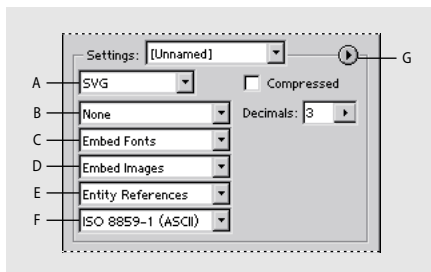 Settings: [Unnamed]
G
A SVG Compressed
B None Decimals: 3
C Embed Fonts
D Embed Images
E Entity References
F ISO 8859-1 (ASCII)